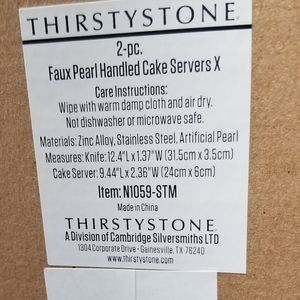 THIRSTYSTONE
2-pc.
Faux Pearl Handled Cake Servers X
Care Instructions:
Wipe with warm damp cloth and air dry.
Not dishwasher or microwave safe.
Materials: Zinc Alloy, Stainless Steel, Artificial Pearl
Measures: Knife: 12.4"L x 1.37"W (31.5cm x 3.5cm)
Cake Server: 9.44"L x 2.36"W (24cm x 6cm)
Item: N1059-STM
Made in China
THIRSTYSTONE
A Division of Cambridge Silversmiths LTD
1304 Corporate Drive - Gainesville, TX 76240
www.thirstystone.com